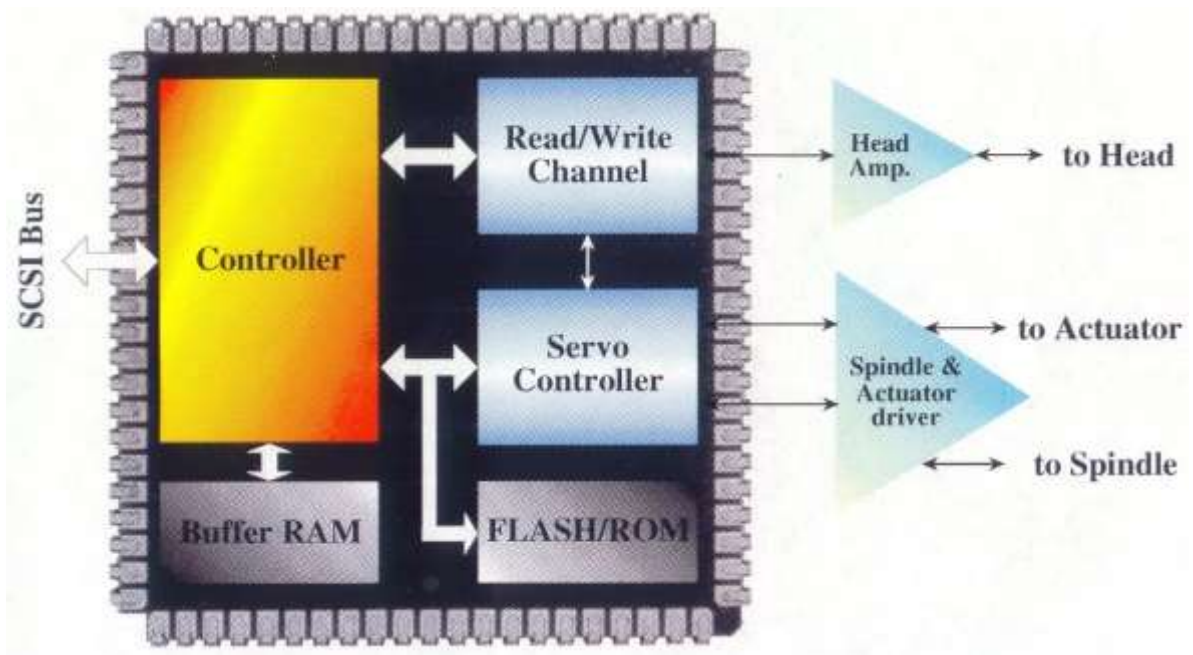 SCSI Bus
Controller
Buffer RAM
Read/Write
Channel
Servo
Controller
FLASH/ROM
Head
Amp.
to Head
Spindle &
Actuator
driver
to Actuator
to Spindle